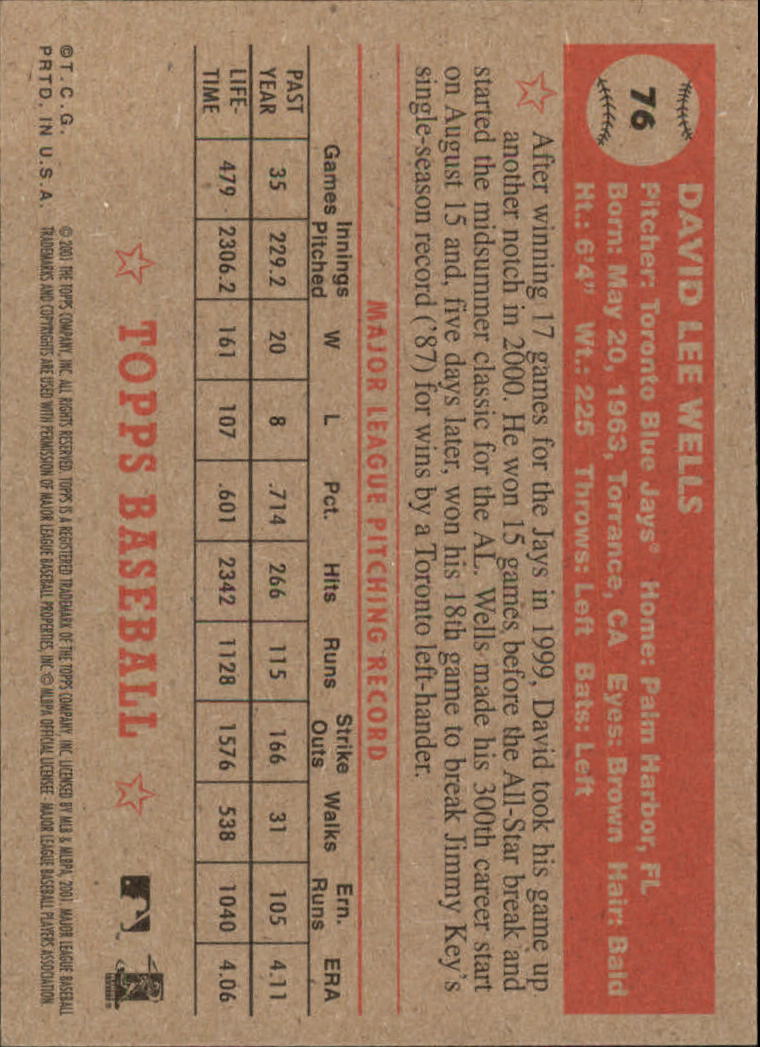 76
DAVID LEE WELLS
Pitcher: Toronto Blue Jays® Home: Palm Harbor, FL
Born: May 20, 1963, Torrance, CA Eyes: Brown Hair: Bald
Ht.: 6'4" Wt.: 225 Throws: Left Bats: Left
After winning 17 games for the Jays in 1999, David took his game up
another notch in 2000. He won 15 games before the All-Star break and
started the midsummer classic for the AL. Wells made his 300th career start
on August 15 and, five days later, won his 18th game to break Jimmy Key's
single-season record ('87) for wins by a Toronto left-hander.
MAJOR LEAGUE PITCHING RECORD
Games Innings Pitched W L Pct. Hits Runs Strike Outs Walks Ern. Runs ERA
PAST YEAR 35 229.2 20 8 .714 266 115 166 31 105 4.11
LIFE-TIME 479 2306.2 161 107 .601 2342 1128 1576 538 1040 4.06
TOPPS BASEBALL
©T.C.G. © 2001 THE TOPPS COMPANY, INC. ALL RIGHTS RESERVED. TOPPS IS A REGISTERED TRADEMARK OF THE TOPPS COMPANY, INC. LICENSED BY MLB & MLBPA, 2001. MAJOR LEAGUE BASEBALL
PRTD. IN U.S.A. TRADEMARKS AND COPYRIGHTS ARE USED WITH PERMISSION OF MAJOR LEAGUE BASEBALL PROPERTIES, INC. © MLBPA OFFICIAL LICENSEE - MAJOR LEAGUE BASEBALL PLAYERS ASSOCIATION.